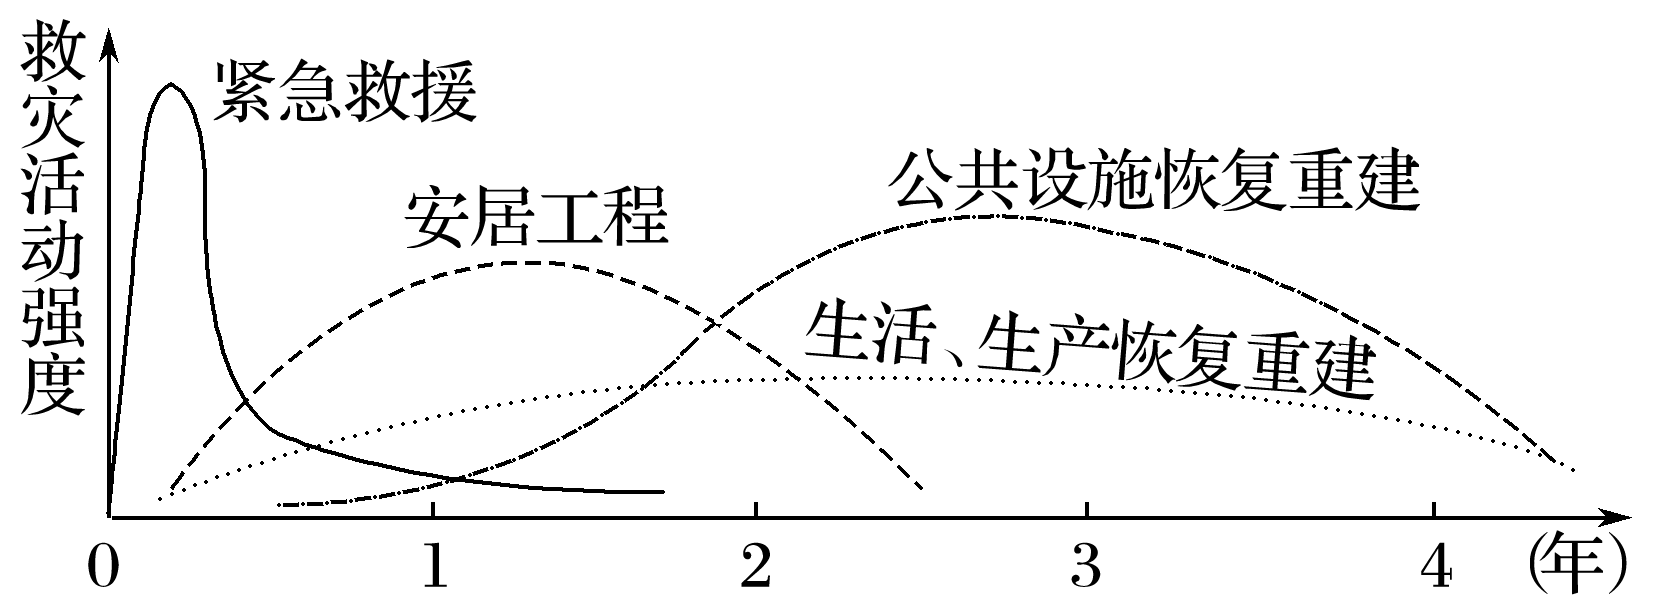 救灾活动强度
紧急救援
安居工程
公共设施恢复重建
生活、生产恢复重建
0 1 2 3 4 (年)